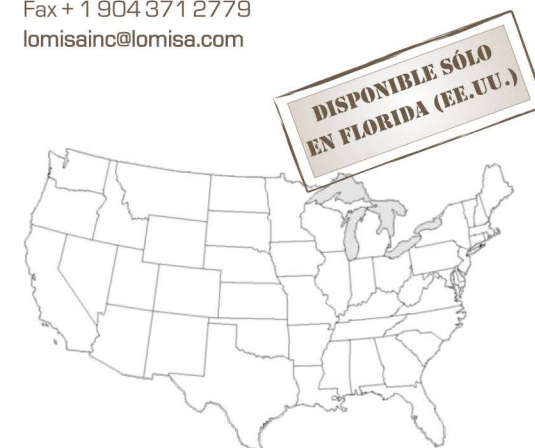 Fax + 1 904 371 2779
lomisainc@lomisa.com
DISPONIBLE SÓLO
EN FLORIDA (EE.UU.)